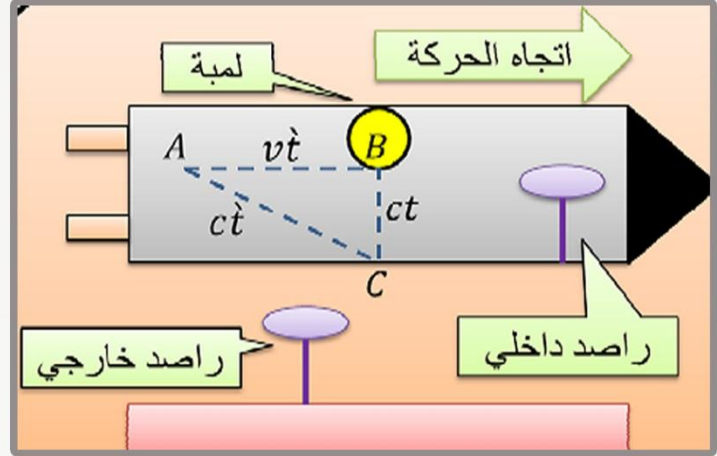 اتجاه الحركة
لمبة
A
vt̀
B
ct̀
ct
C
راصد خارجي
راصد داخلي